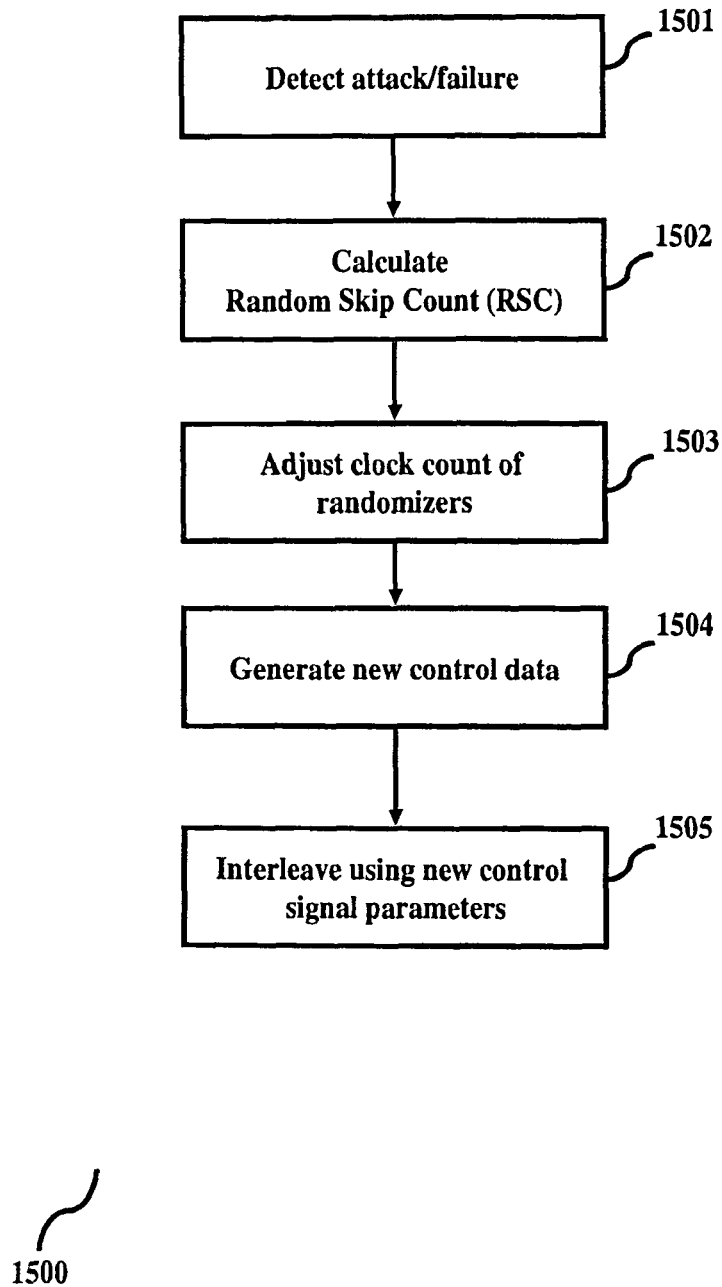 1501
Detect attack/failure
1502
Calculate
Random Skip Count (RSC)
1503
Adjust clock count of
randomizers
1504
Generate new control data
1505
Interleave using new control
signal parameters
1500